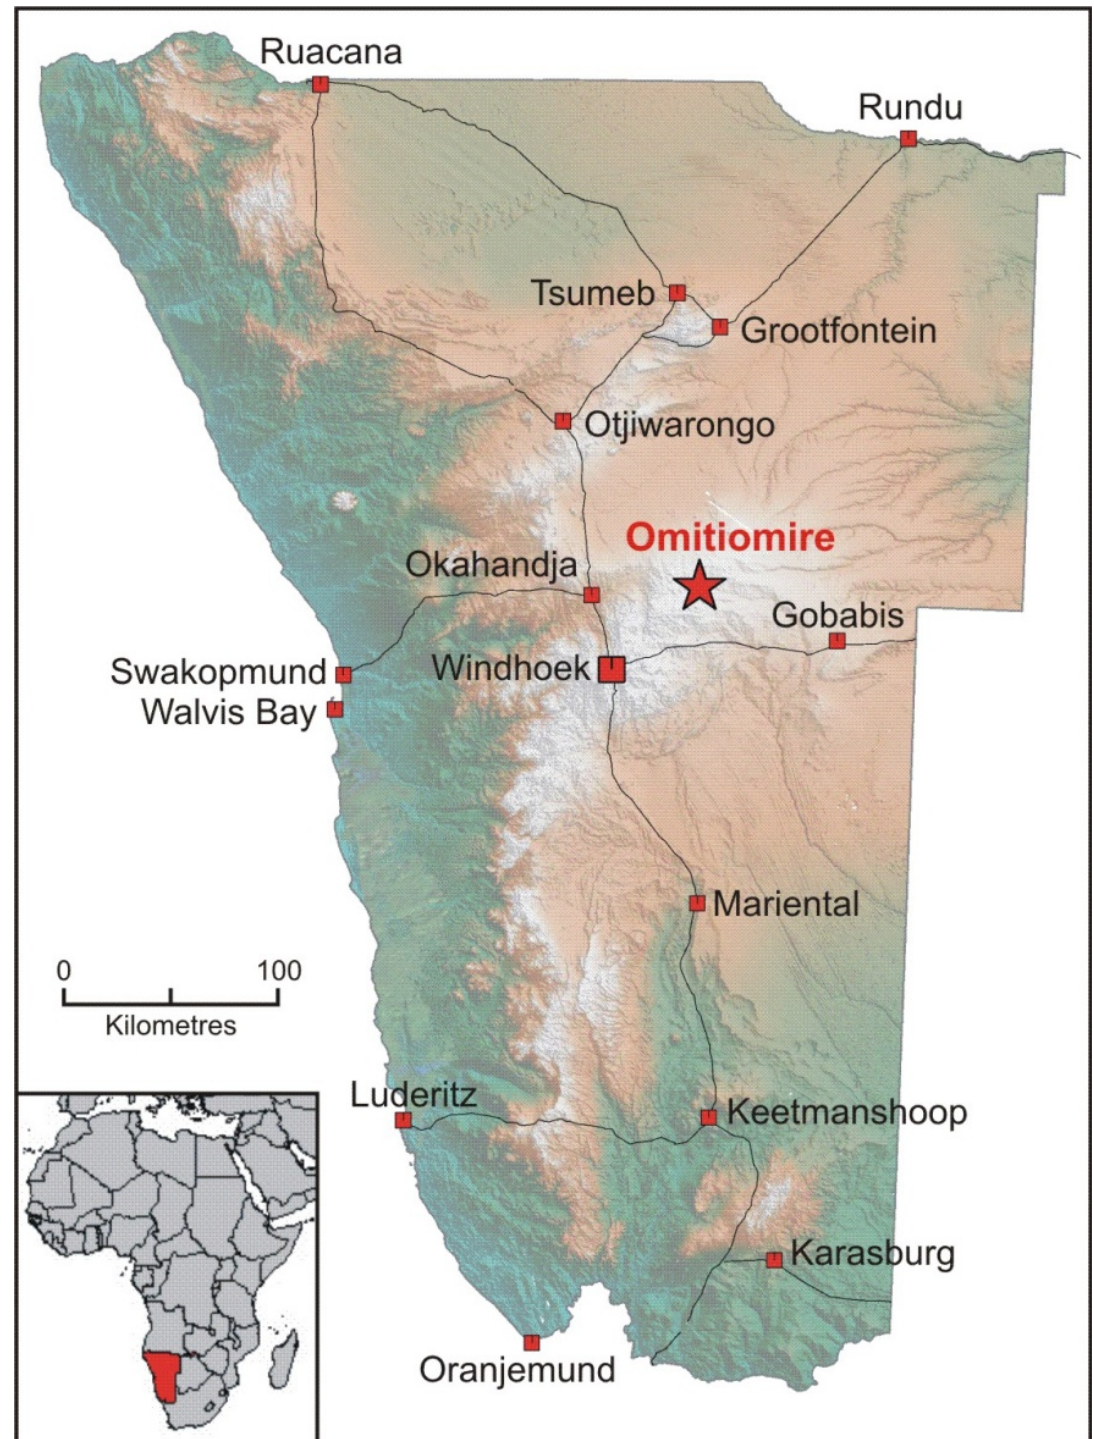 Ruacana
Rundu
Tsumeb
Grootfontein
Otjiwarongo
Omitiomire
Okahandja
Gobabis
Swakopmund
Windhoek
Walvis Bay
Mariental
0 100
Kilometres
Luderitz
Keetmanshoop
Karasburg
Oranjemund